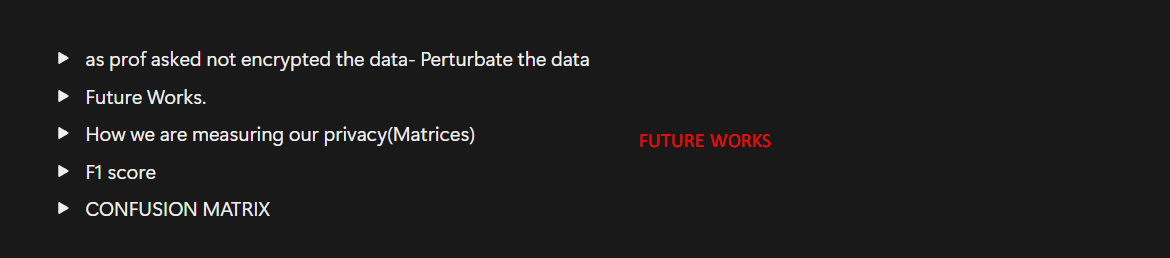 as prof asked not encrypted the data- Perturbate the data
Future Works.
How we are measuring our privacy(Matrices)
FUTURE WORKS
F1 score
CONFUSION MATRIX